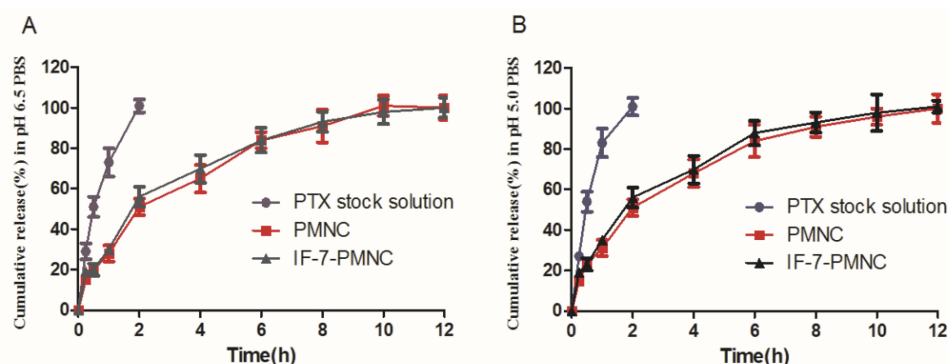 A
Cumulative release(%) in pH 6.5 PBS
120
100
80
60
40
20
0
0 2 4 6 8 10 12
Time(h)
PTX stock solution
PMNC
IF-7-PMNC
B
Cumulative release(%) in pH 5.0 PBS
120
100
80
60
40
20
0
0 2 4 6 8 10 12
Time(h)
PTX stock solution
PMNC
IF-7-PMNC